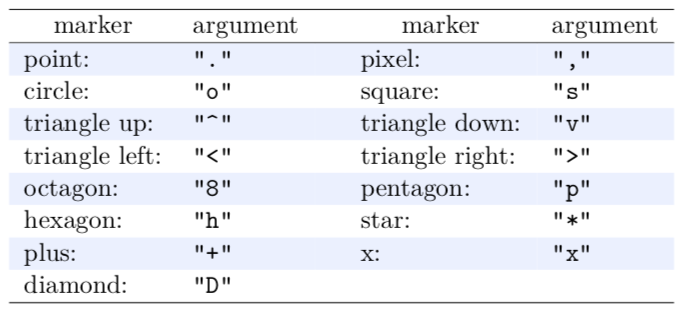 marker argument marker argument
point: "." pixel: ","
circle: "o" square: "s"
triangle up: "^" triangle down: "v"
triangle left: "<" triangle right: ">"
octagon: "8" pentagon: "p"
hexagon: "h" star: "*"
plus: "+" x: "x"
diamond: "D"